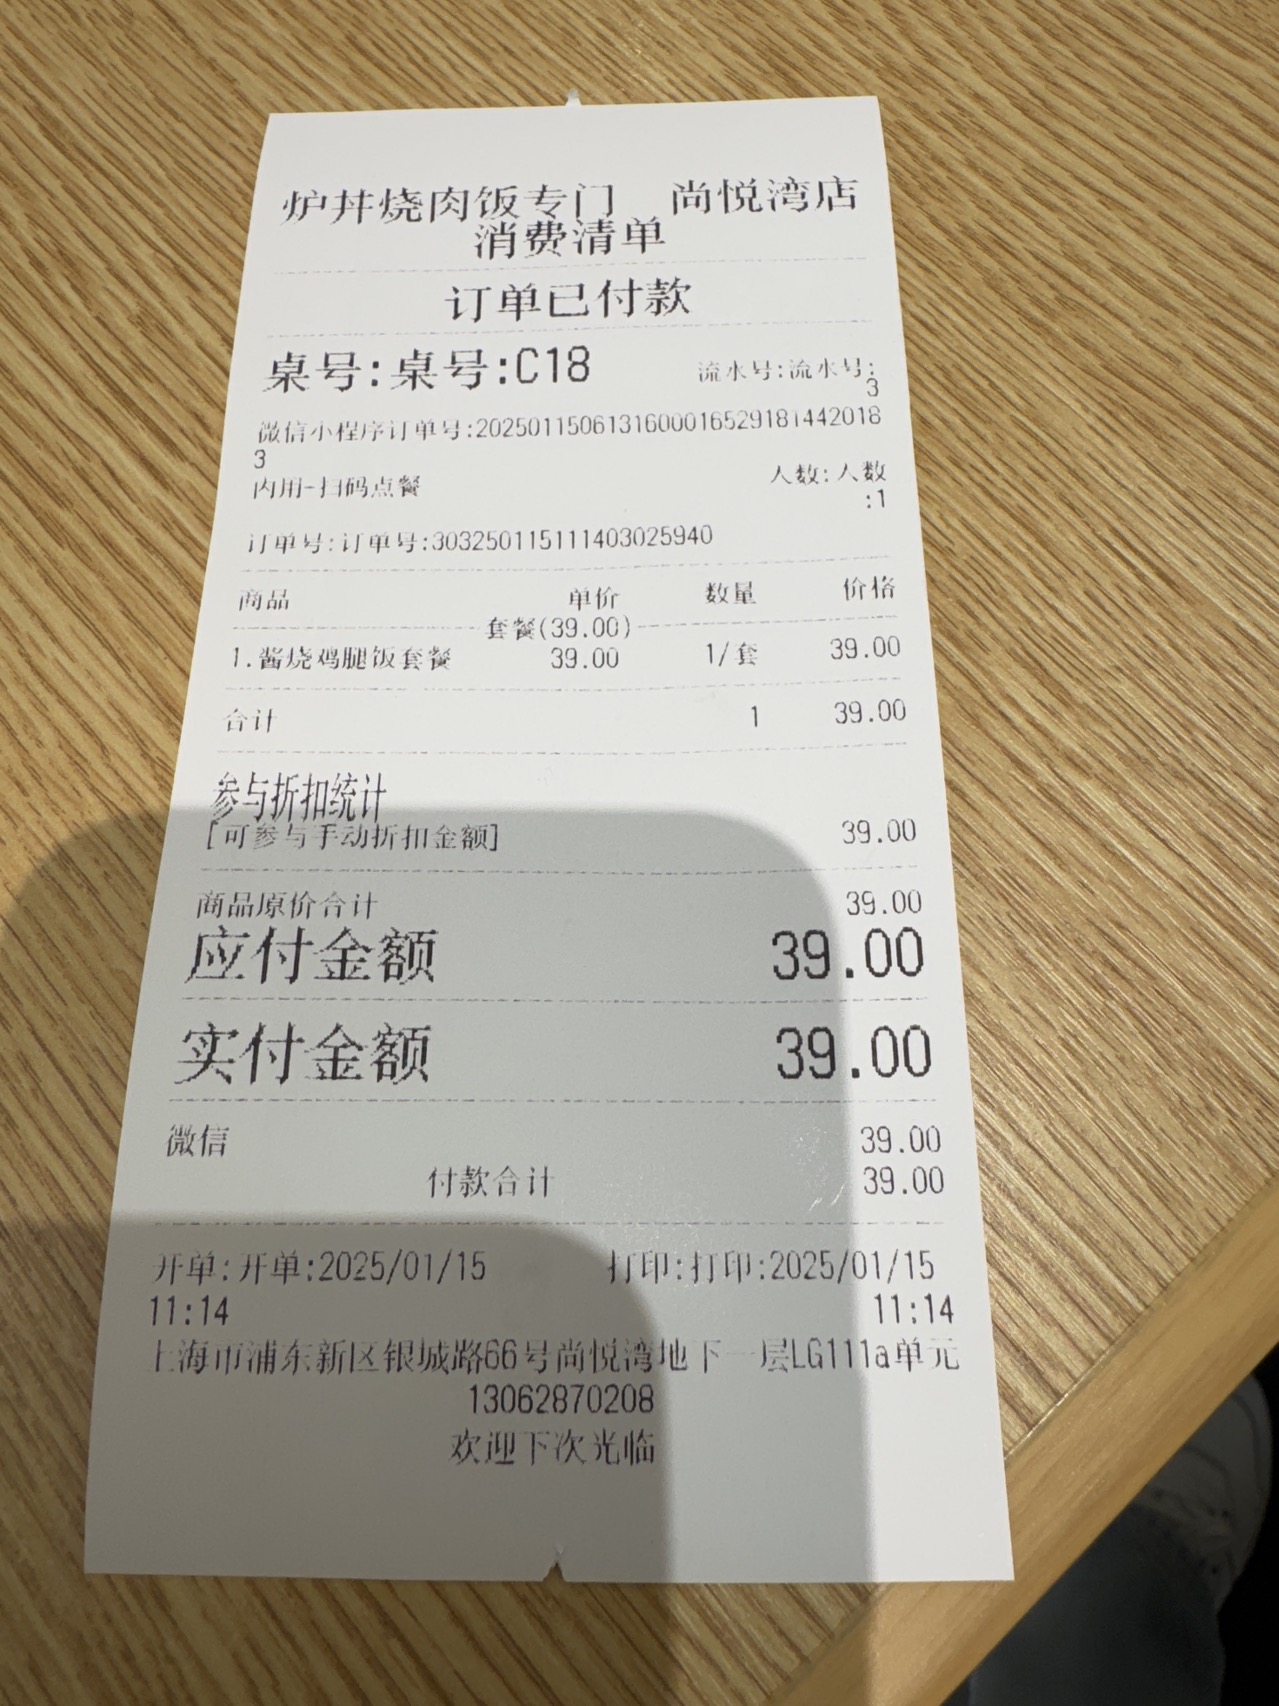 炉丼烧肉饭专门 尚悦湾店
消费清单
订单已付款
桌号:桌号:C18 流水号:流水号:
3
微信小程序订单号:2025011506131600016529181442018
3
内用-扫码点餐 人数:人数
:1
订单号:订单号:303250115111403025940
商品 单价 数量 价格
套餐(39.00)
1.酱烧鸡腿饭套餐 39.00 1/套 39.00
合计 1 39.00
参与折扣统计
[可参与手动折扣金额] 39.00
商品原价合计 39.00
应付金额 39.00
实付金额 39.00
微信 39.00
付款合计 39.00
开单:开单:2025/01/15 打印:打印:2025/01/15
11:14 11:14
上海市浦东新区银城路66号尚悦湾地下一层LG111a单元
13062870208
欢迎下次光临